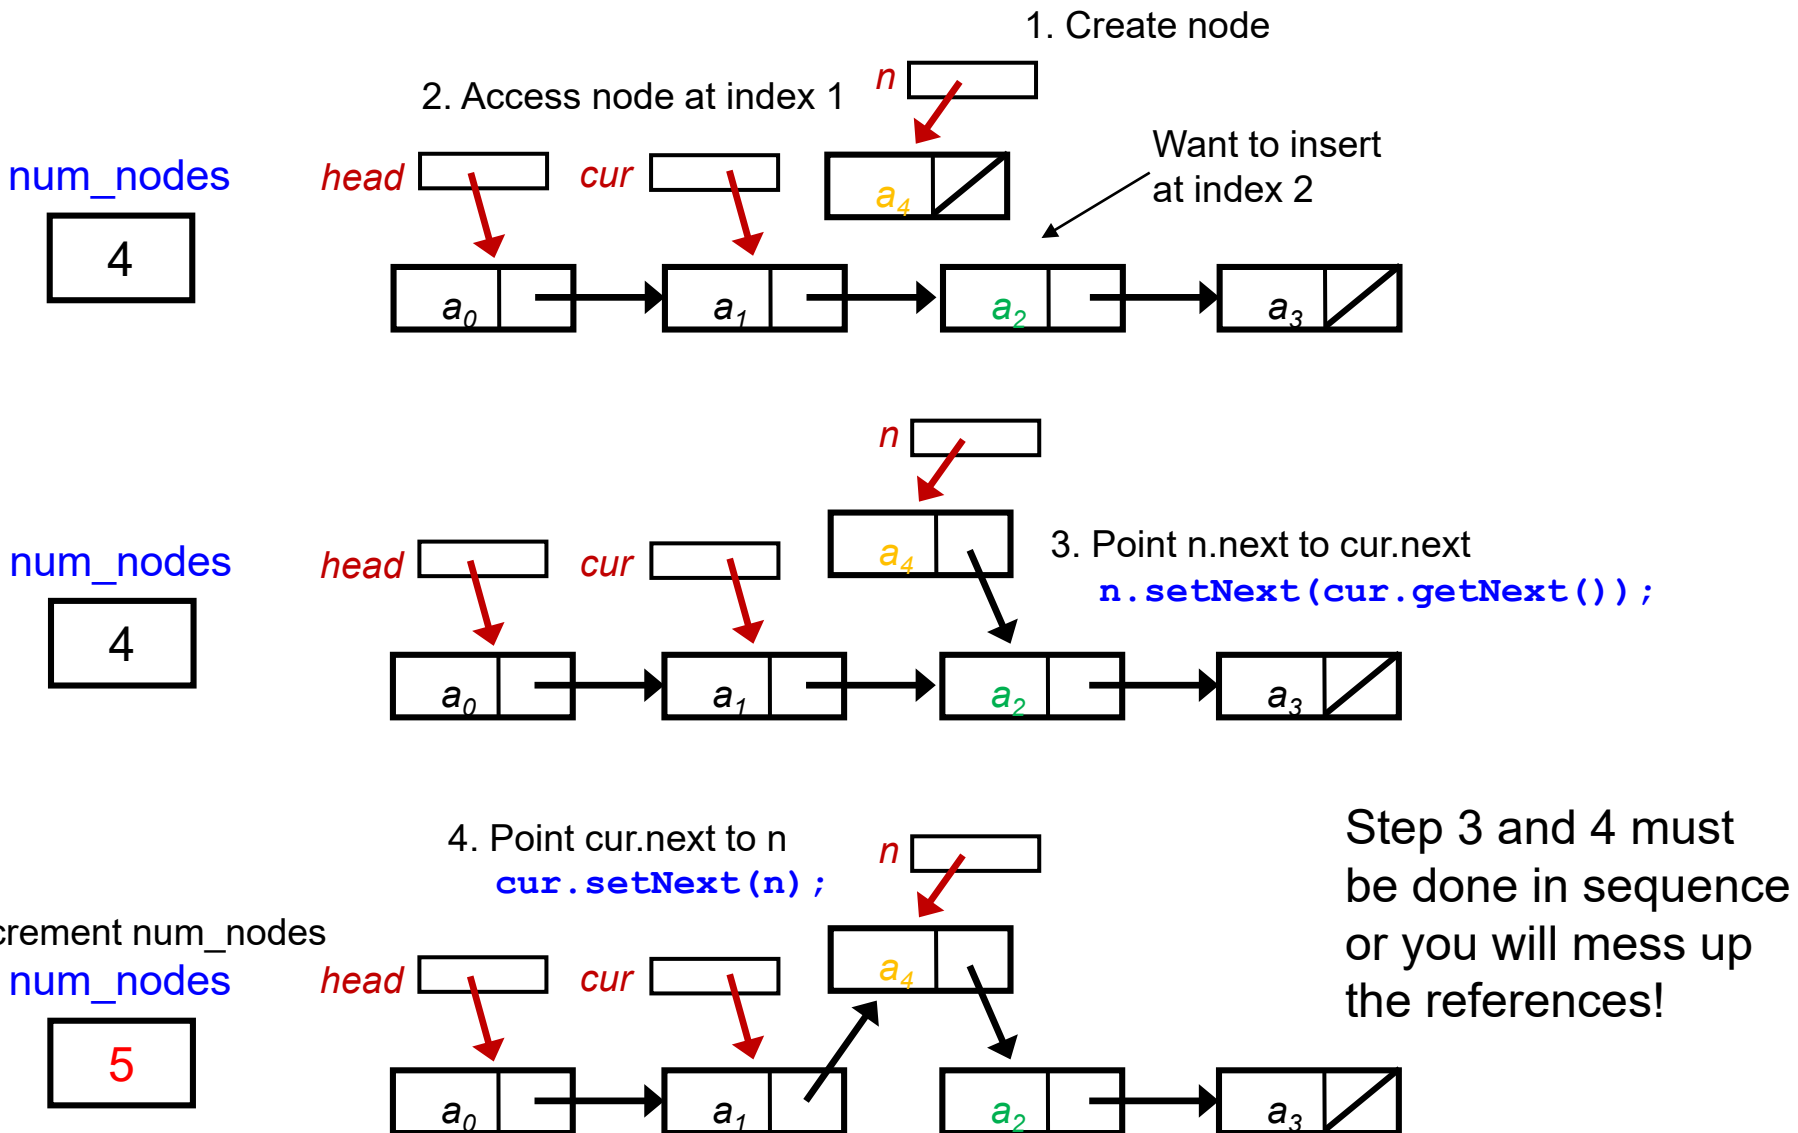 1. Create node
n
2. Access node at index 1
Want to insert
at index 2
num_nodes
head
cur
a4
4
a0
a1
a2
a3
n
num_nodes
head
cur
a4
3. Point n.next to cur.next
n.setNext(cur.getNext());
4
a0
a1
a2
a3
4. Point cur.next to n
cur.setNext(n);
n
Step 3 and 4 must
be done in sequence
or you will mess up
the references!
crement num_nodes
num_nodes
head
cur
a4
5
a0
a1
a2
a3